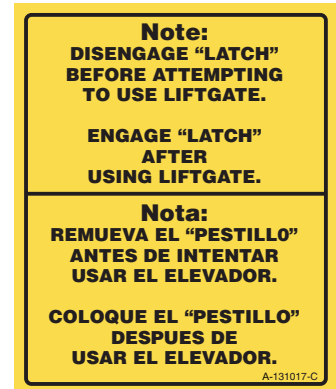 Note:
DISENGAGE “LATCH”
BEFORE ATTEMPTING
TO USE LIFTGATE.
ENGAGE “LATCH”
AFTER
USING LIFTGATE.
Nota:
REMUEVA EL “PESTILL0”
ANTES DE INTENTAR
USAR EL ELEVADOR.
COLOQUE EL “PESTILLO”
DESPUES DE
USAR EL ELEVADOR.
A-131017-C